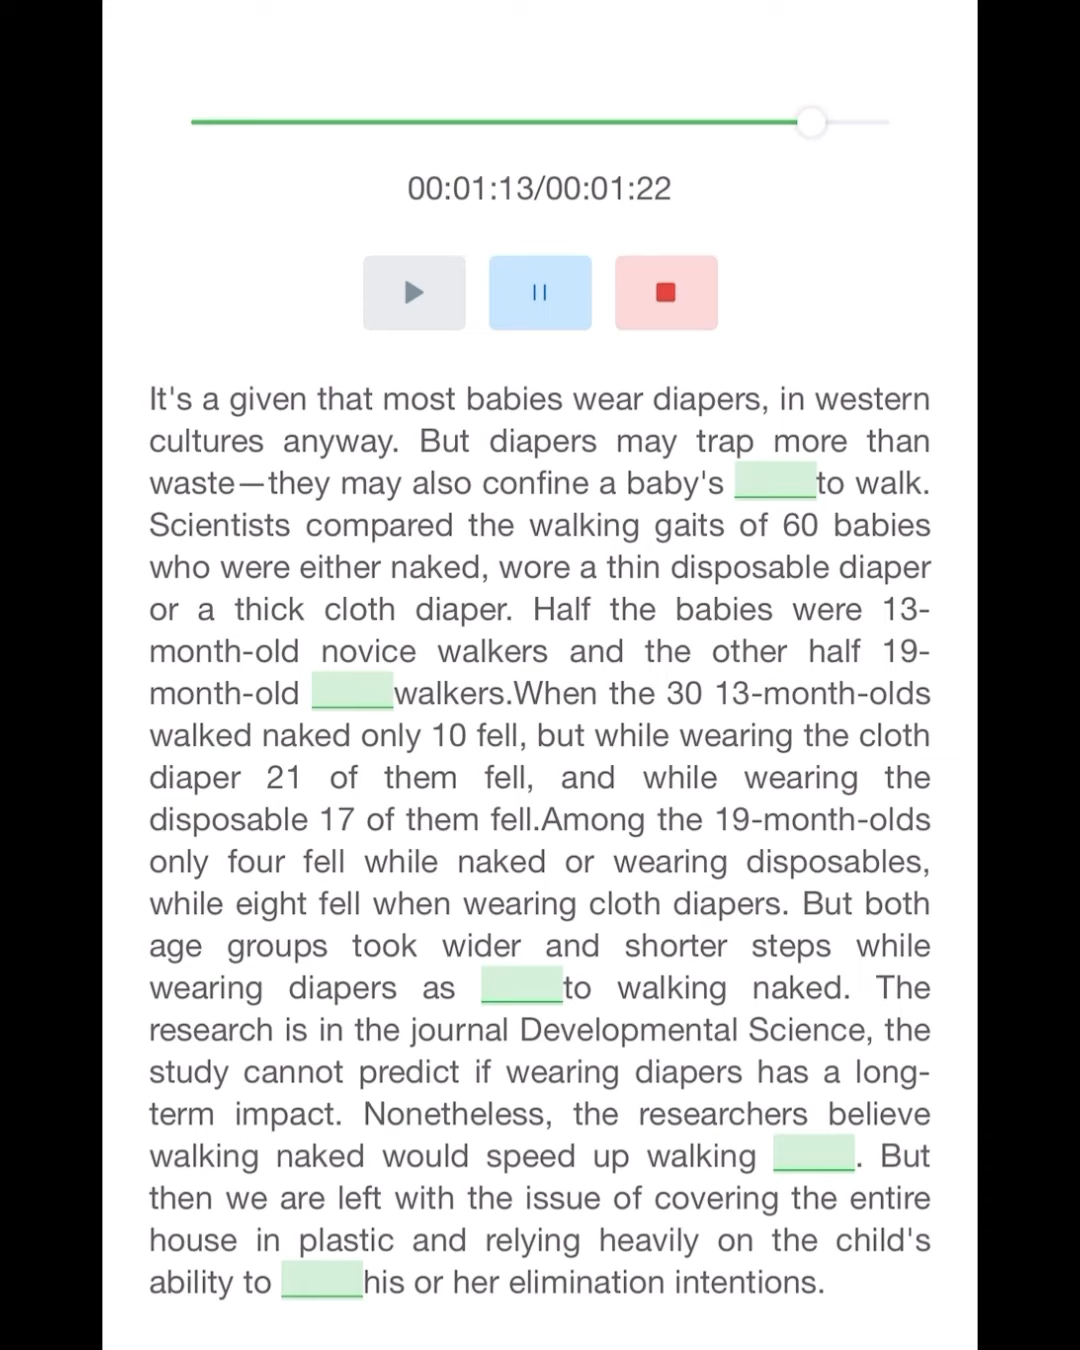 00:01:13/00:01:22
It's a given that most babies wear diapers, in western
cultures anyway. But diapers may trap more than
waste—they may also confine a baby's to walk.
Scientists compared the walking gaits of 60 babies
who were either naked, wore a thin disposable diaper
or a thick cloth diaper. Half the babies were 13-
month-old novice walkers and the other half 19-
month-old walkers.When the 30 13-month-olds
walked naked only 10 fell, but while wearing the cloth
diaper 21 of them fell, and while wearing the
disposable 17 of them fell.Among the 19-month-olds
only four fell while naked or wearing disposables,
while eight fell when wearing cloth diapers. But both
age groups took wider and shorter steps while
wearing diapers as to walking naked. The
research is in the journal Developmental Science, the
study cannot predict if wearing diapers has a long-
term impact. Nonetheless, the researchers believe
walking naked would speed up walking . But
then we are left with the issue of covering the entire
house in plastic and relying heavily on the child's
ability to his or her elimination intentions.